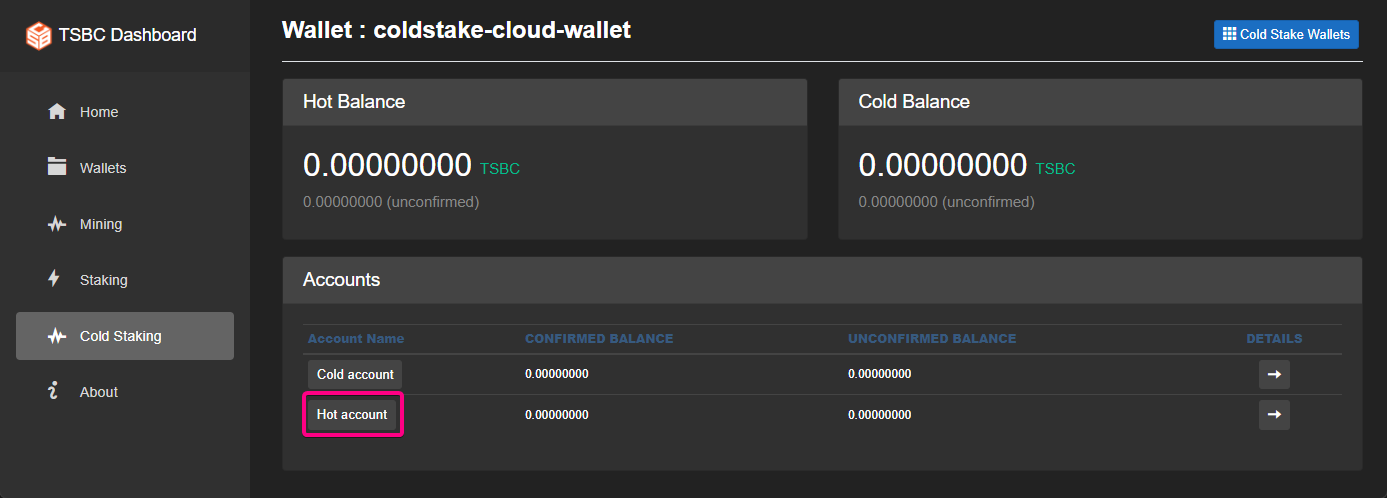 TSBC Dashboard
Home
Wallets
Mining
Staking
Cold Staking
About
Wallet : coldstake-cloud-wallet
Cold Stake Wallets
Hot Balance
0.00000000 TSBC
0.00000000 (unconfirmed)
Cold Balance
0.00000000 TSBC
0.00000000 (unconfirmed)
Accounts
Account Name CONFIRMED BALANCE UNCONFIRMED BALANCE DETAILS
Cold account 0.00000000 0.00000000
Hot account 0.00000000 0.00000000